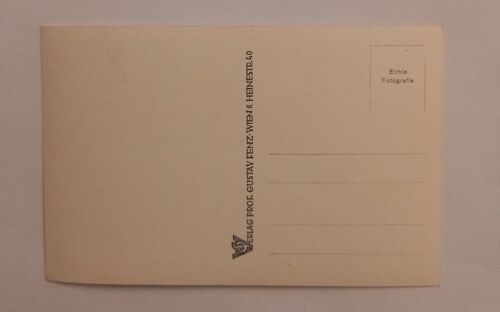 Echte
Fotografie
VERLAG PROF. GUSTAV FENZ·WIEN II. HEINESTR. 40